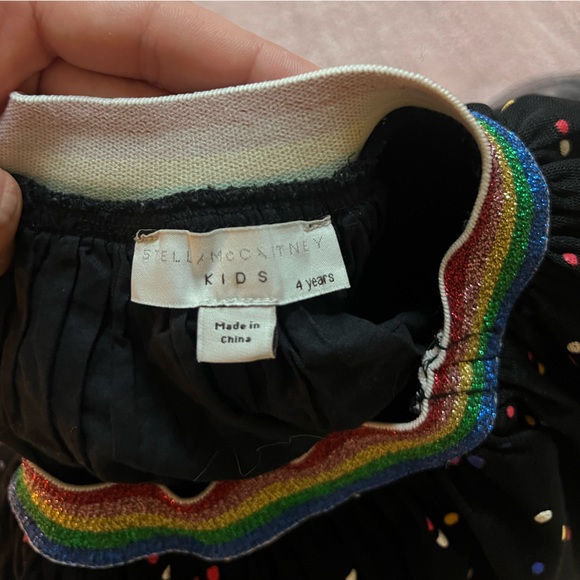 STELLA McCARTNEY
KIDS
4 years
Made in
China